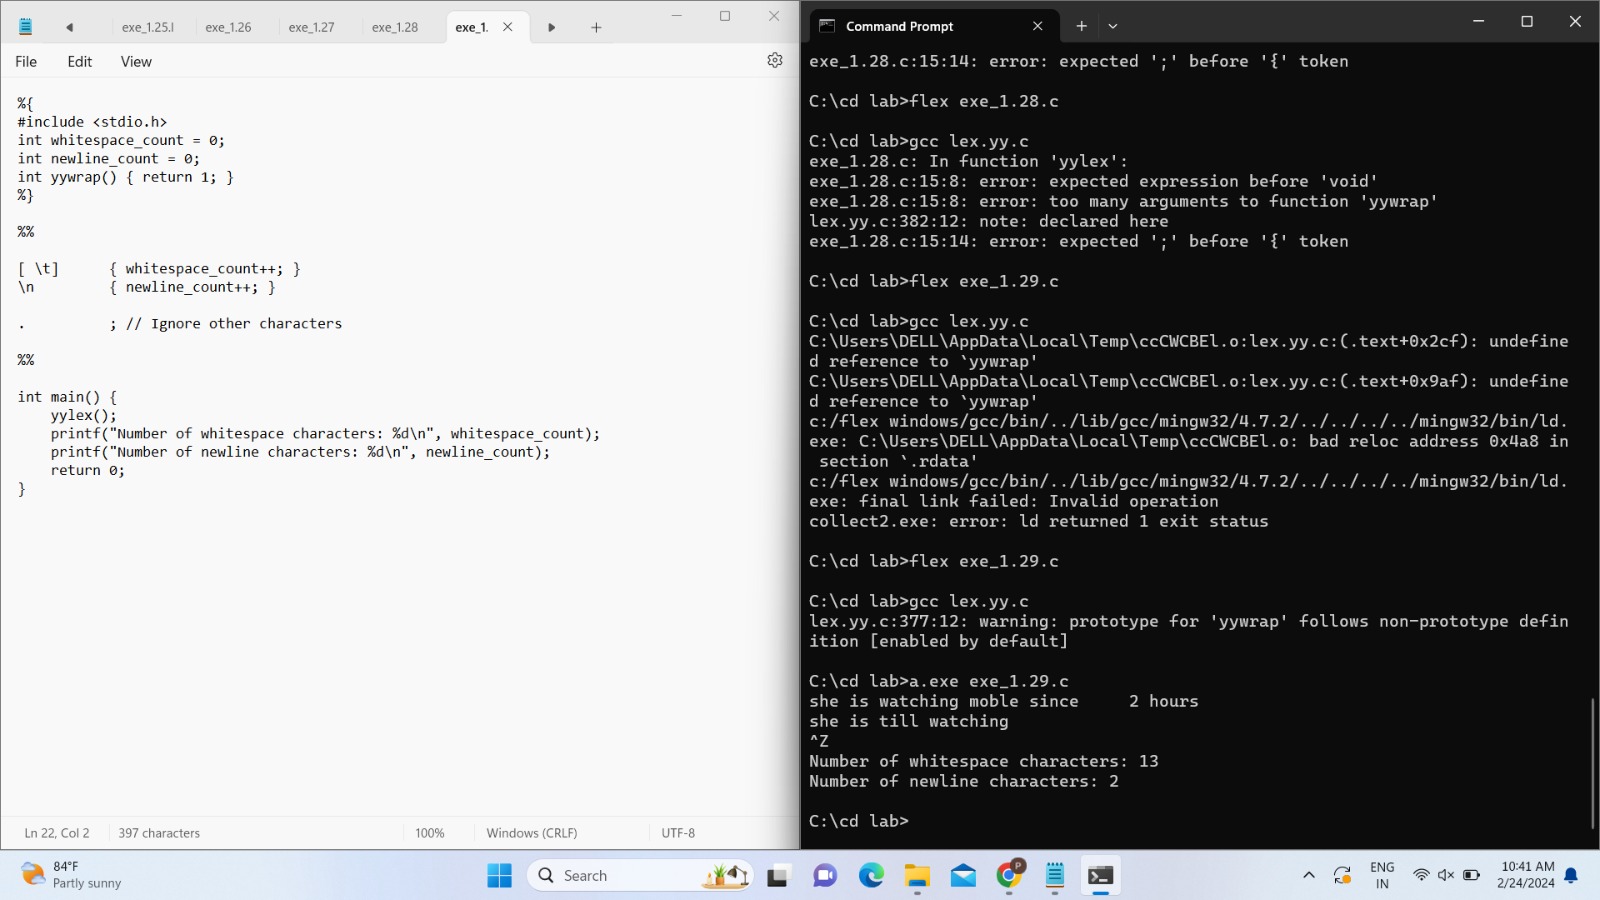 exe_1.25.l
exe_1.26
exe_1.27
exe_1.28
exe_1.
File
Edit
View
%{
#include <stdio.h>
int whitespace_count = 0;
int newline_count = 0;
int yywrap() { return 1; }
%}
%%
[ \t]      { whitespace_count++; }
\n         { newline_count++; }
.          ; // Ignore other characters
%%
int main() {
    yylex();
    printf("Number of whitespace characters: %d\n", whitespace_count);
    printf("Number of newline characters: %d\n", newline_count);
    return 0;
}
Ln 22, Col 2
397 characters
100%
Windows (CRLF)
UTF-8
Command Prompt
exe_1.28.c:15:14: error: expected ';' before '{' token
C:\cd lab>flex exe_1.28.c
C:\cd lab>gcc lex.yy.c
exe_1.28.c: In function 'yylex':
exe_1.28.c:15:8: error: expected expression before 'void'
exe_1.28.c:15:8: error: too many arguments to function 'yywrap'
lex.yy.c:382:12: note: declared here
exe_1.28.c:15:14: error: expected ';' before '{' token
C:\cd lab>flex exe_1.29.c
C:\cd lab>gcc lex.yy.c
C:\Users\DELL\AppData\Local\Temp\ccCWCBEl.o:lex.yy.c:(.text+0x2cf): undefine
d reference to `yywrap'
C:\Users\DELL\AppData\Local\Temp\ccCWCBEl.o:lex.yy.c:(.text+0x9af): undefine
d reference to `yywrap'
c:/flex windows/gcc/bin/../lib/gcc/mingw32/4.7.2/../../../../mingw32/bin/ld.
exe: C:\Users\DELL\AppData\Local\Temp\ccCWCBEl.o: bad reloc address 0x4a8 in
 section `.rdata'
c:/flex windows/gcc/bin/../lib/gcc/mingw32/4.7.2/../../../../mingw32/bin/ld.
exe: final link failed: Invalid operation
collect2.exe: error: ld returned 1 exit status
C:\cd lab>flex exe_1.29.c
C:\cd lab>gcc lex.yy.c
lex.yy.c:377:12: warning: prototype for 'yywrap' follows non-prototype defin
ition [enabled by default]
C:\cd lab>a.exe exe_1.29.c
she is watching moble since     2 hours
she is till watching
^Z
Number of whitespace characters: 13
Number of newline characters: 2
C:\cd lab>
84°F
Partly sunny
Search
P
ENG
IN
10:41 AM
2/24/2024